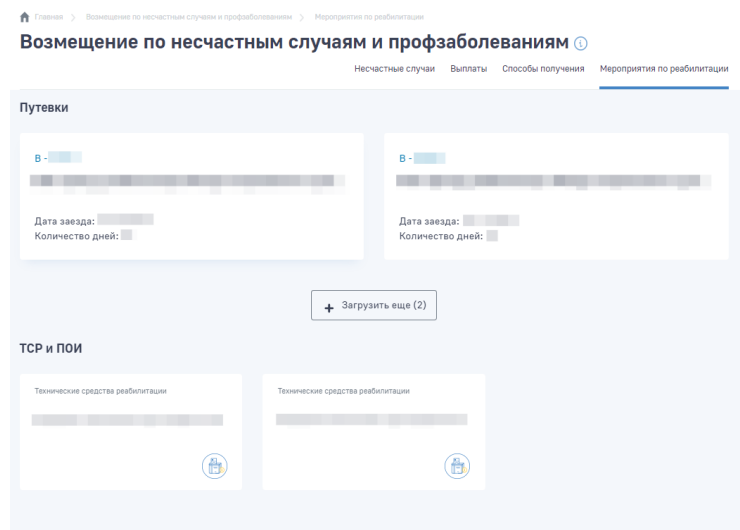 Главная > Возмещение по несчастным случаям и профзаболеваниям > Мероприятия по реабилитации
Возмещение по несчастным случаям и профзаболеваниям
Несчастные случаи Выплаты Способы получения Мероприятия по реабилитации
Путевки
В - В -
Дата заезда: Дата заезда:
Количество дней: Количество дней:
+ Загрузить еще (2)
ТСР и ПОИ
Технические средства реабилитации Технические средства реабилитации